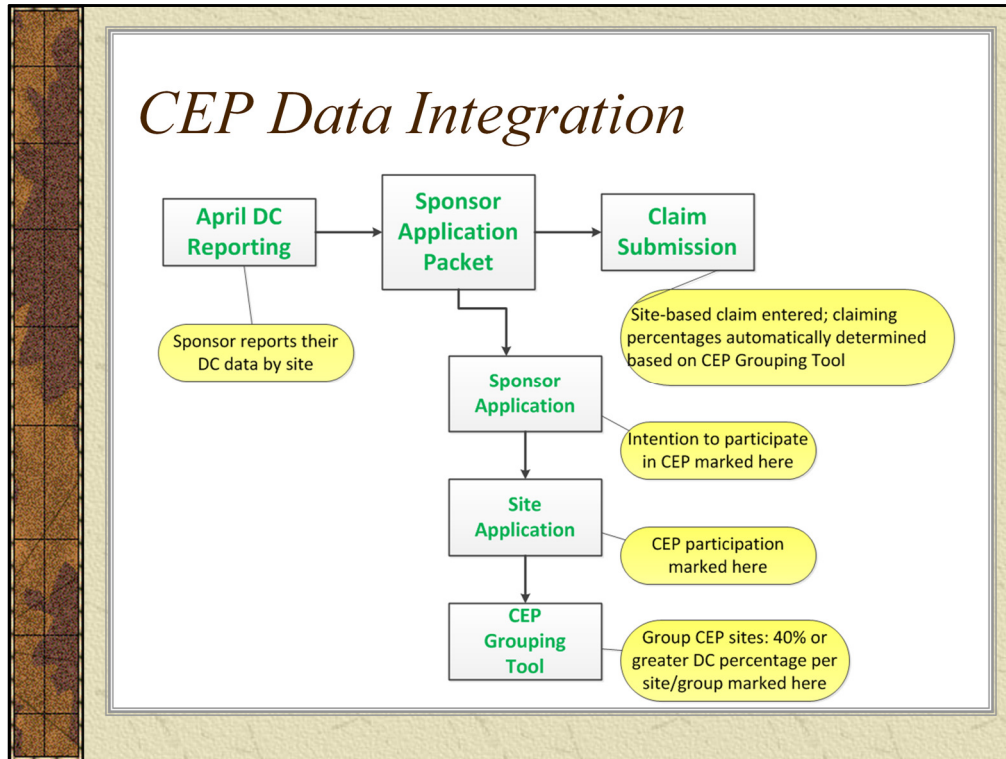 CEP Data Integration
April DC
Reporting
Sponsor
Application
Packet
Claim
Submission
Sponsor reports their
DC data by site
Site-based claim entered; claiming
percentages automatically determined
based on CEP Grouping Tool
Sponsor
Application
Intention to participate
in CEP marked here
Site
Application
CEP participation
marked here
CEP
Grouping
Tool
Group CEP sites: 40% or
greater DC percentage per
site/group marked here